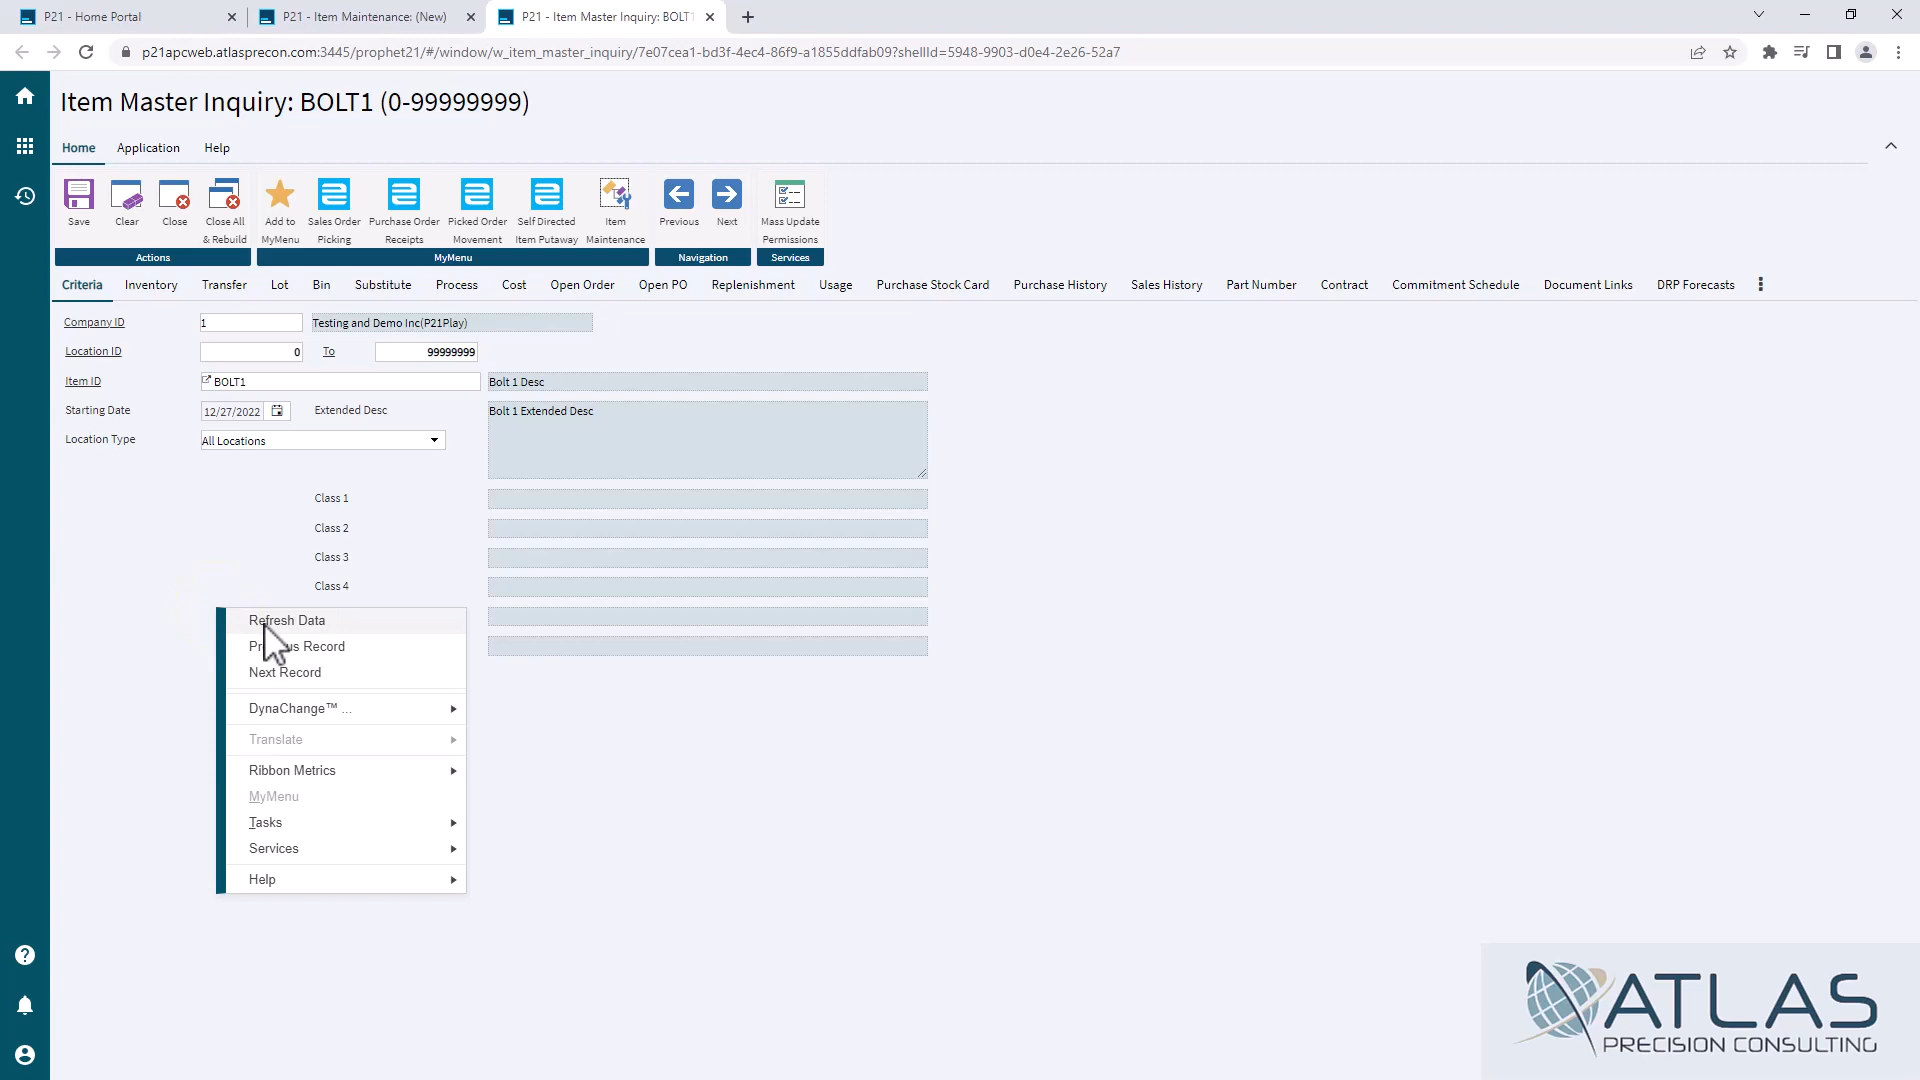 P21 - Home Portal
P21 - Item Maintenance: (New)
P21 - Item Master Inquiry: BOLT1
p21apcweb.atlasprecon.com:3445/prophet21/#/window/w_item_master_inquiry/7e07cea1-bd3f-4ec4-86f9-a1855ddfab09?shellId=5948-9903-d0e4-2e26-52a7
Item Master Inquiry: BOLT1 (0-99999999)
Home Application Help
Save
Clear
Close
Close All
& Rebuild
Add to
MyMenu
Sales Order
Picking
Purchase Order
Receipts
Picked Order
Movement
Self Directed
Item Putaway
Item
Maintenance
Previous
Next
Mass Update
Permissions
Actions MyMenu Navigation Services
Criteria Inventory Transfer Lot Bin Substitute Process Cost Open Order Open PO Replenishment Usage Purchase Stock Card Purchase History Sales History Part Number Contract Commitment Schedule Document Links DRP Forecasts
Company ID 1 Testing and Demo Inc(P21Play)
Location ID 0 To 99999999
Item ID BOLT1 Bolt 1 Desc
Starting Date 12/27/2022 Extended Desc Bolt 1 Extended Desc
Location Type All Locations
Class 1
Class 2
Class 3
Class 4
Refresh Data
Record
Next Record
DynaChange™ ...
Translate
Ribbon Metrics
MyMenu
Tasks
Services
Help
ATLAS
PRECISION CONSULTING